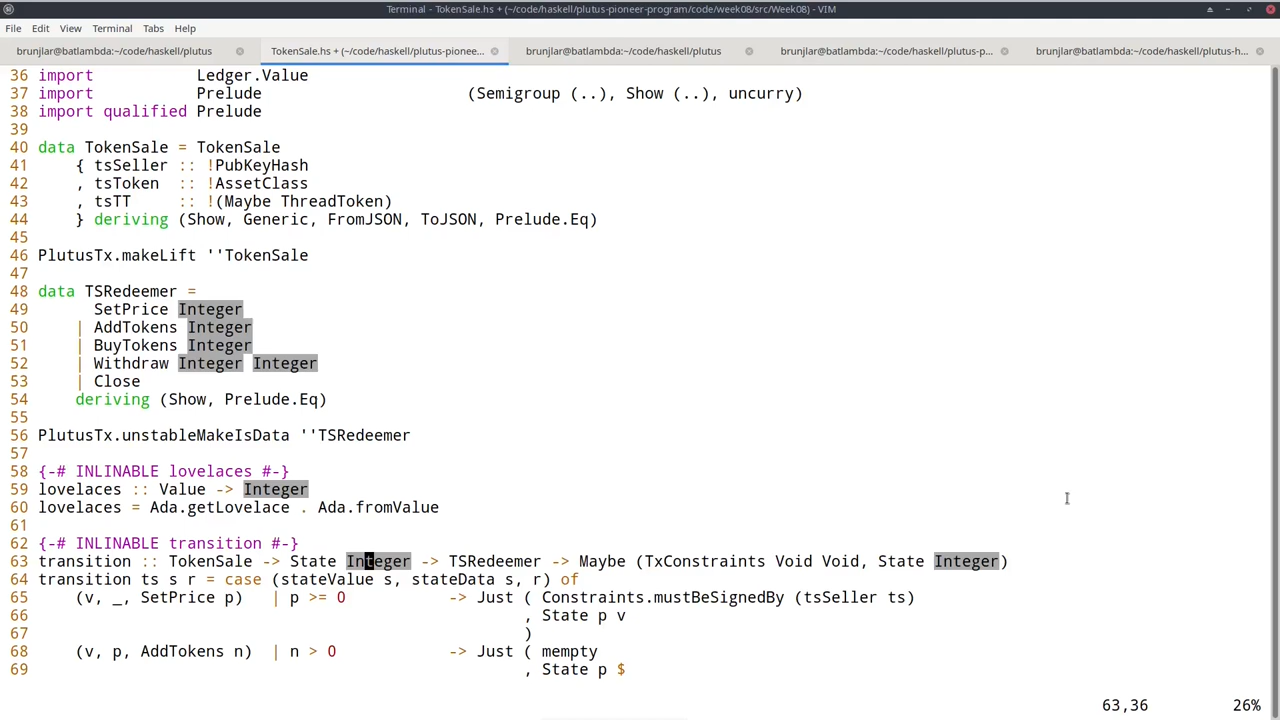 Terminal - TokenSale.hs + (~/code/haskell/plutus-pioneer-program/code/week08/src/Week08) - VIM
File Edit View Terminal Tabs Help
brunjlar@batlambda:~/code/haskell/plutus TokenSale.hs + (~/code/haskell/plutus-pionee... brunjlar@batlambda:~/code/haskell/plutus brunjlar@batlambda:~/code/haskell/plutus-p... brunjlar@batlambda:~/code/haskell/plutus-h...
36 import           Ledger.Value
37 import           Prelude                      (Semigroup (..), Show (..), uncurry)
38 import qualified Prelude
39
40 data TokenSale = TokenSale
41     { tsSeller :: !PubKeyHash
42     , tsToken  :: !AssetClass
43     , tsTT     :: !(Maybe ThreadToken)
44     } deriving (Show, Generic, FromJSON, ToJSON, Prelude.Eq)
45
46 PlutusTx.makeLift ''TokenSale
47
48 data TSRedeemer =
49       SetPrice Integer
50     | AddTokens Integer
51     | BuyTokens Integer
52     | Withdraw Integer Integer
53     | Close
54     deriving (Show, Prelude.Eq)
55
56 PlutusTx.unstableMakeIsData ''TSRedeemer
57
58 {-# INLINABLE lovelaces #-}
59 lovelaces :: Value -> Integer
60 lovelaces = Ada.getLovelace . Ada.fromValue
61
62 {-# INLINABLE transition #-}
63 transition :: TokenSale -> State Integer -> TSRedeemer -> Maybe (TxConstraints Void Void, State Integer)
64 transition ts s r = case (stateValue s, stateData s, r) of
65     (v, _, SetPrice p)   | p >= 0           -> Just ( Constraints.mustBeSignedBy (tsSeller ts)
66                                                     , State p v
67                                                     )
68     (v, p, AddTokens n)  | n > 0            -> Just ( mempty
69                                                     , State p $
63,36 26%